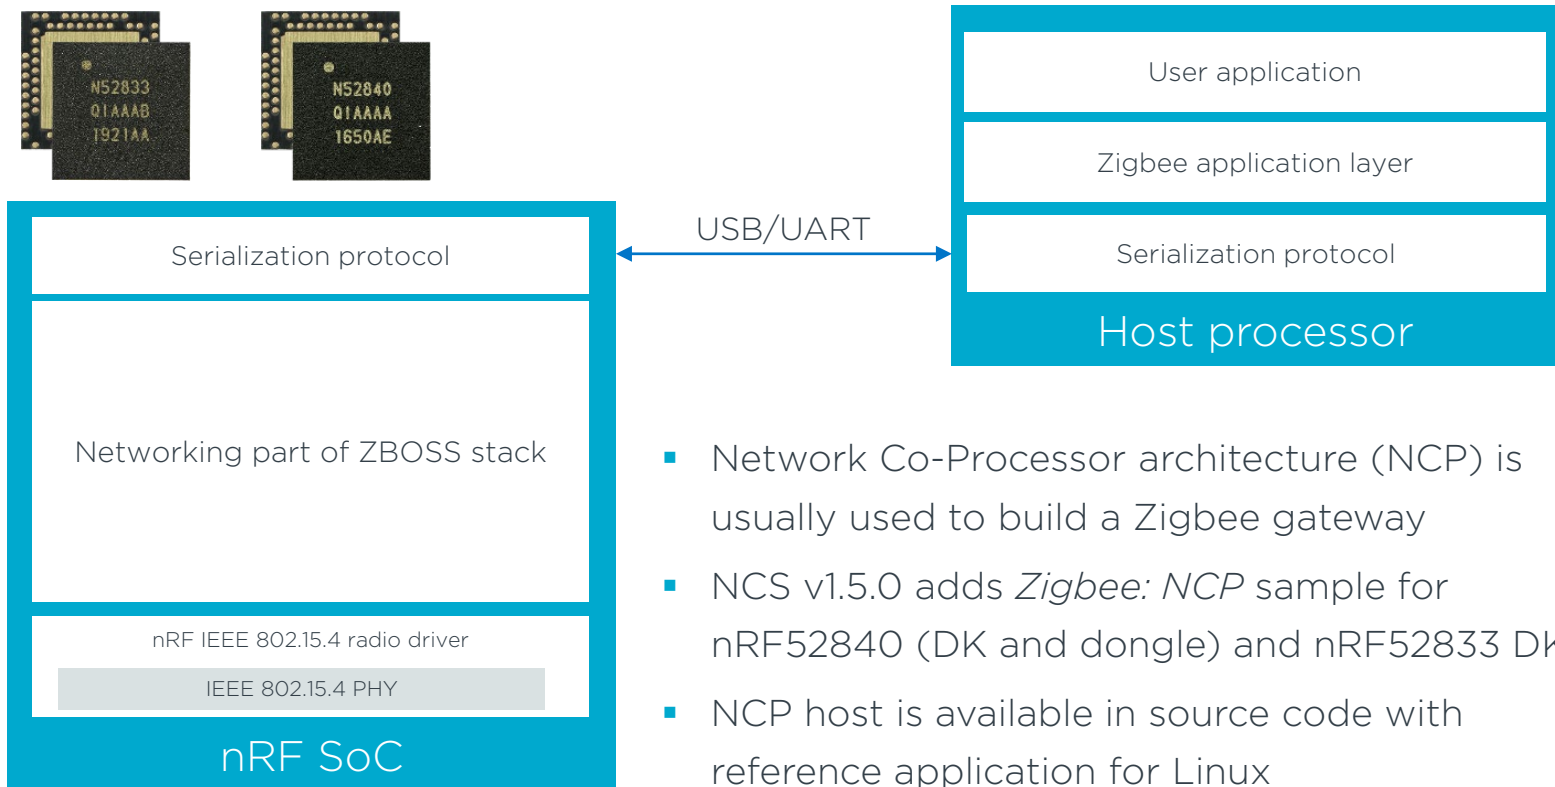 N52833
QIAAAB
1921AA
N52840
QIAAAA
1650AE
User application
Zigbee application layer
Serialization protocol
Host processor
USB/UART
Serialization protocol
Networking part of ZBOSS stack
nRF IEEE 802.15.4 radio driver
IEEE 802.15.4 PHY
nRF SoC
▪ Network Co-Processor architecture (NCP) is
usually used to build a Zigbee gateway
▪ NCS v1.5.0 adds Zigbee: NCP sample for
nRF52840 (DK and dongle) and nRF52833 DK
▪ NCP host is available in source code with
reference application for Linux